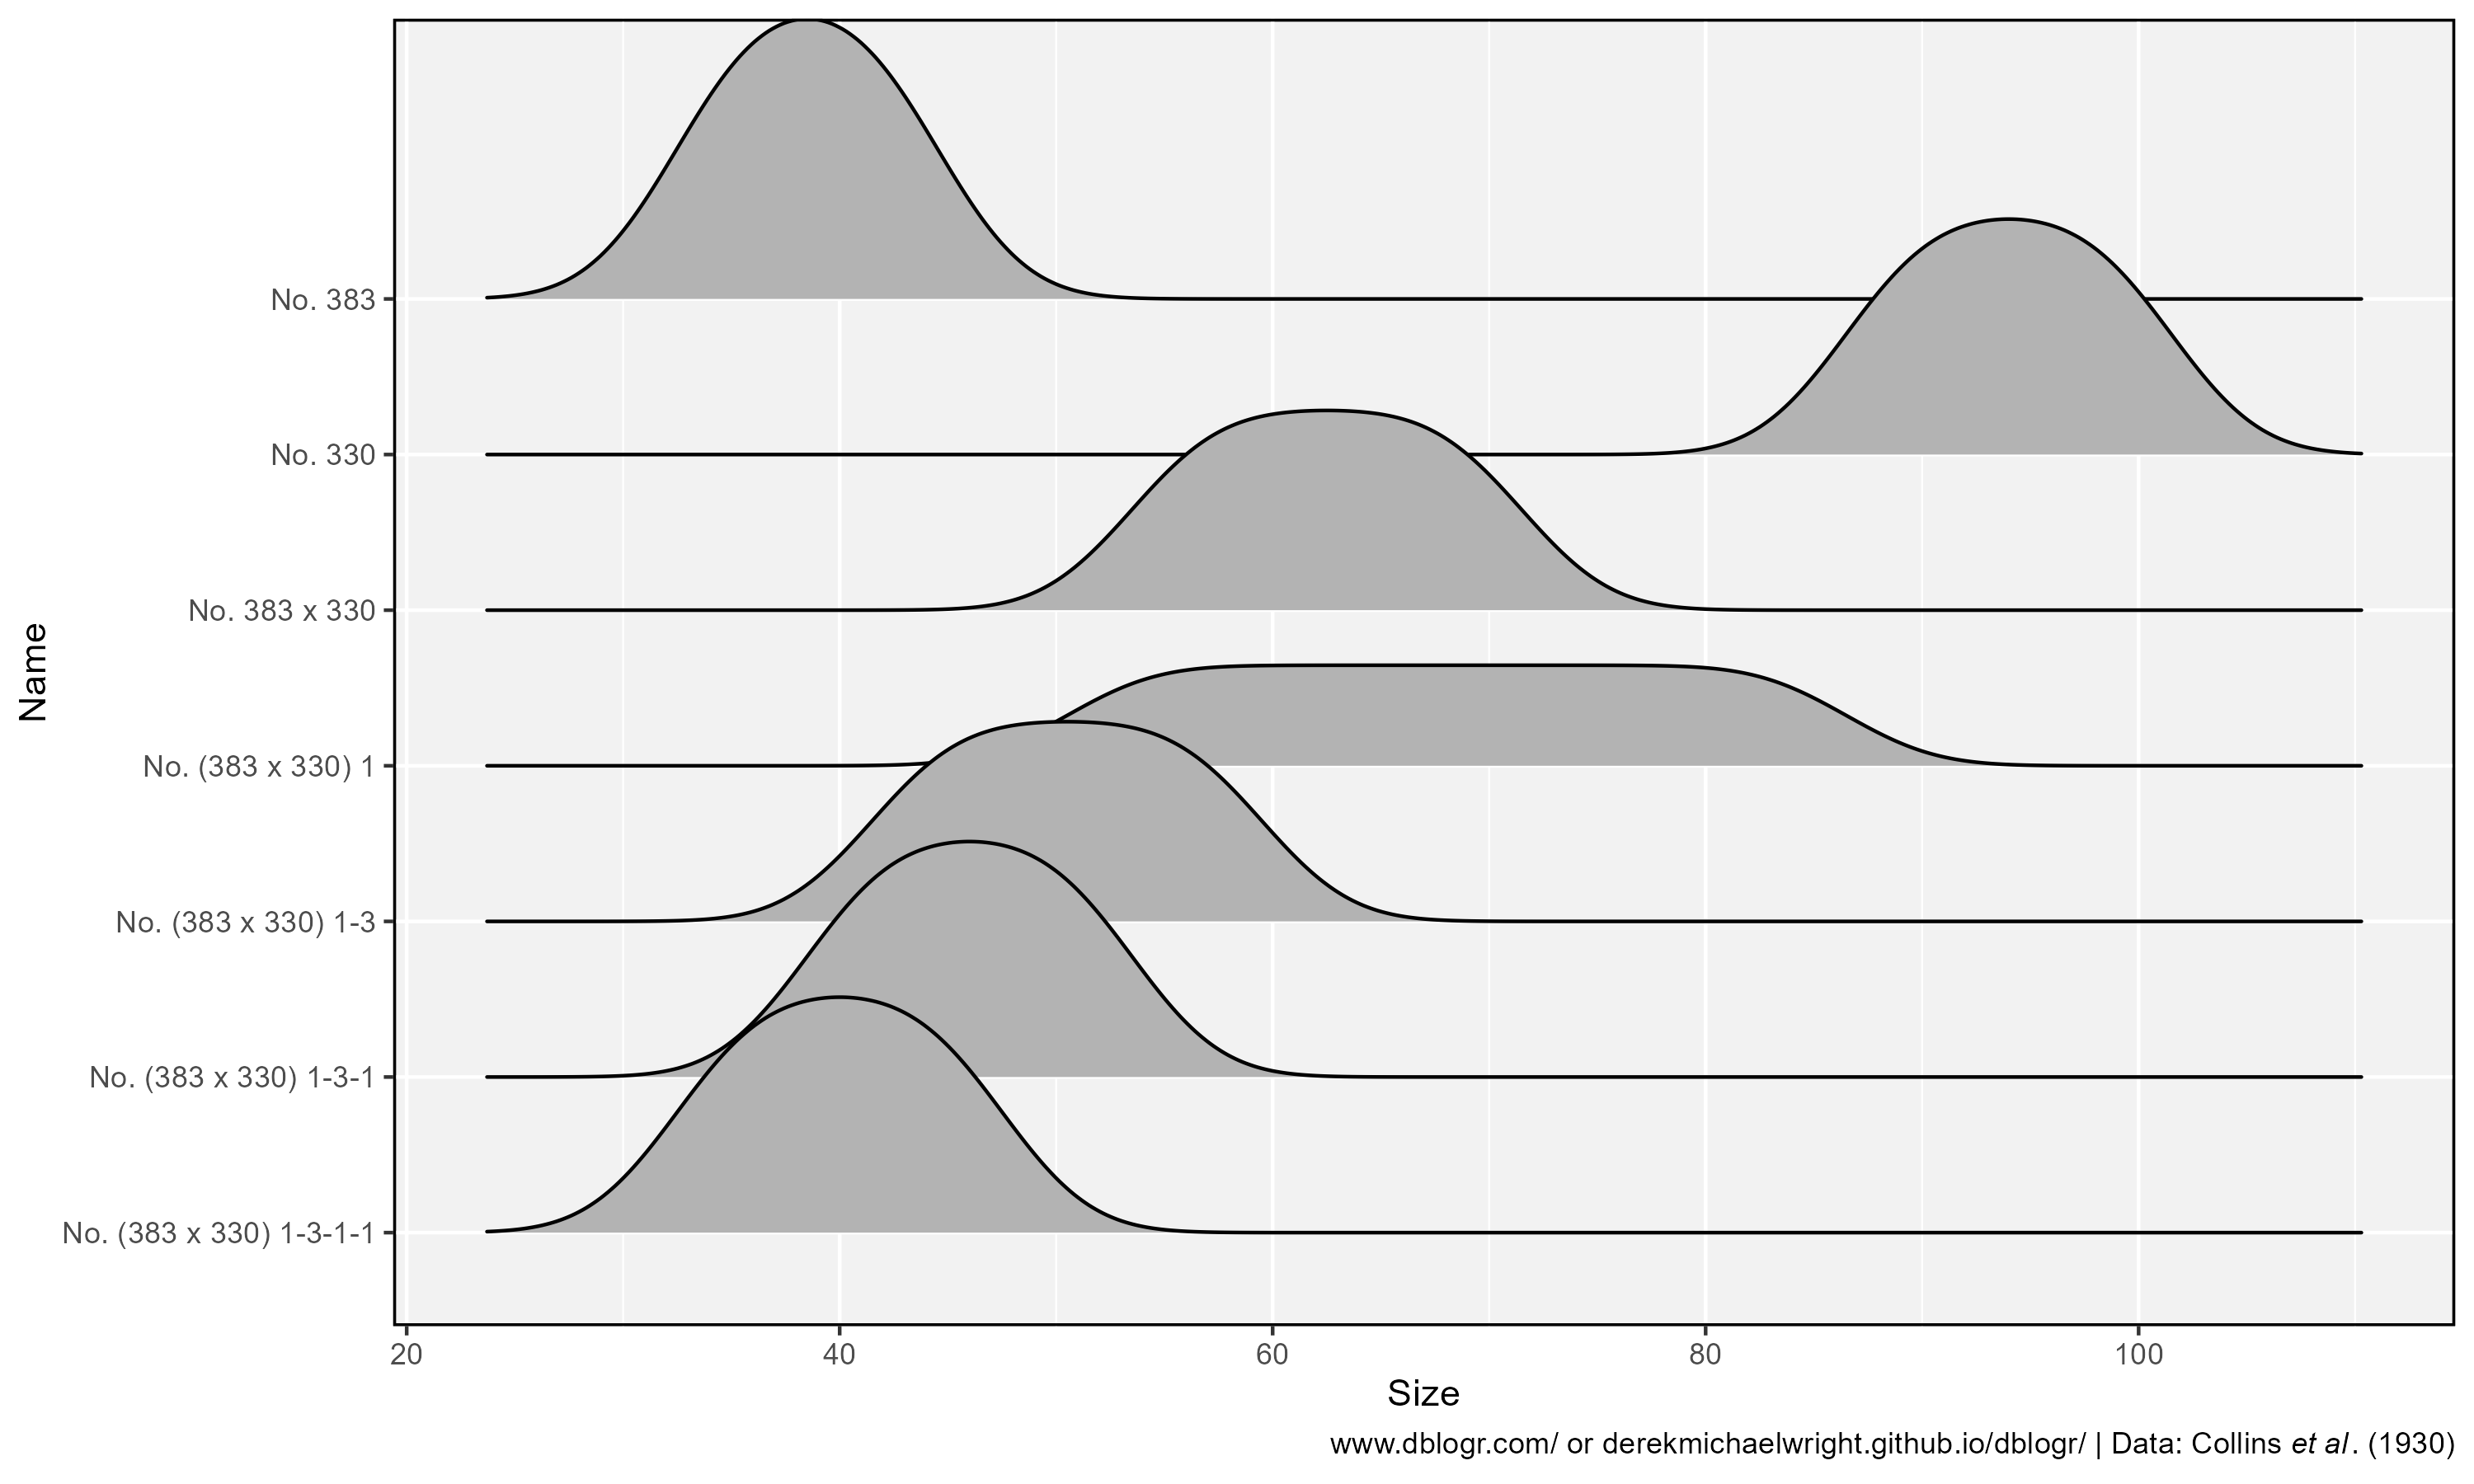 No. 383
No. 330
No. 383 x 330
No. (383 x 330) 1
No. (383 x 330) 1-3
No. (383 x 330) 1-3-1
No. (383 x 330) 1-3-1-1
Name
20 40 60 80 100
Size
www.dblogr.com/ or derekmichaelwright.github.io/dblogr/ | Data: Collins et al. (1930)